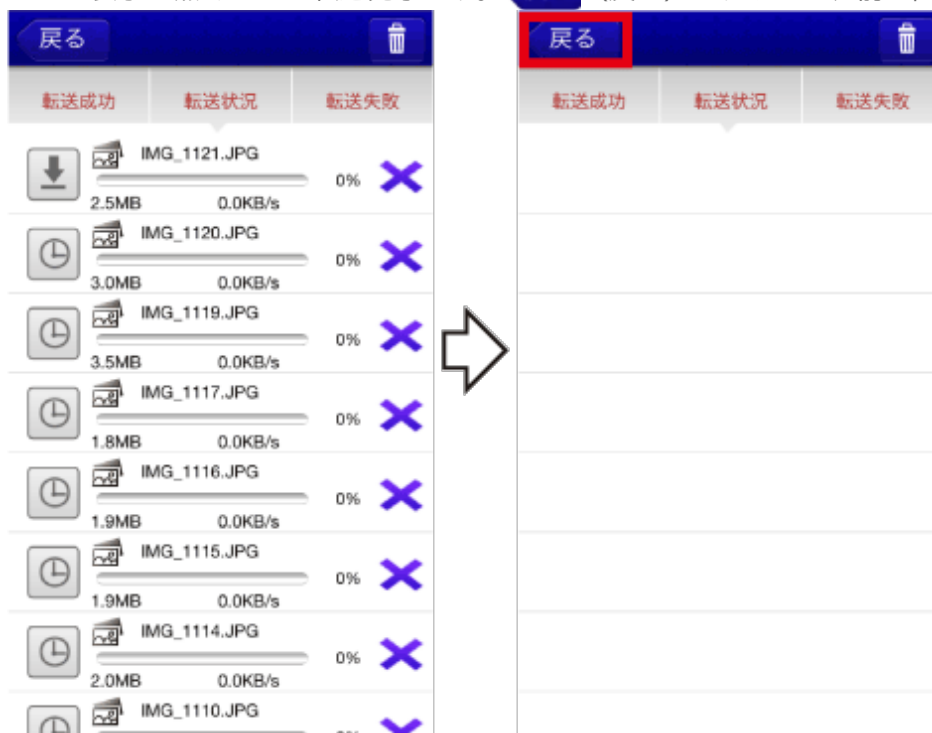 戻る
転送成功 転送状況 転送失敗
IMG_1121.JPG
0%
2.5MB 0.0KB/s
IMG_1120.JPG
0%
3.0MB 0.0KB/s
IMG_1119.JPG
0%
3.5MB 0.0KB/s
IMG_1117.JPG
0%
1.8MB 0.0KB/s
IMG_1116.JPG
0%
1.9MB 0.0KB/s
IMG_1115.JPG
0%
1.9MB 0.0KB/s
IMG_1114.JPG
0%
2.0MB 0.0KB/s
IMG_1110.JPG
戻る
転送成功 転送状況 転送失敗